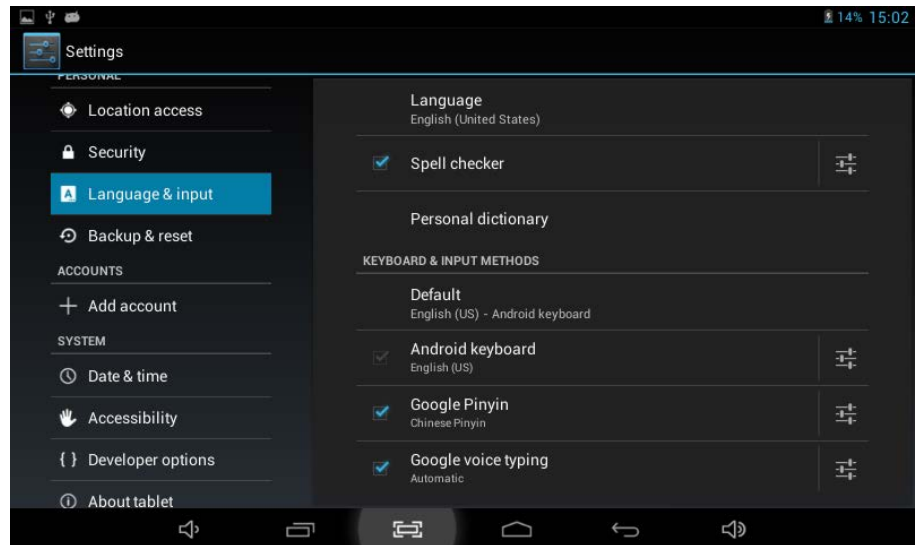 14% 15:02
Settings
PERSONAL
Location access
Security
Language & input
Backup & reset
ACCOUNTS
Add account
SYSTEM
Date & time
Accessibility
Developer options
About tablet
Language
English (United States)
Spell checker
Personal dictionary
KEYBOARD & INPUT METHODS
Default
English (US) - Android keyboard
Android keyboard
English (US)
Google Pinyin
Chinese Pinyin
Google voice typing
Automatic